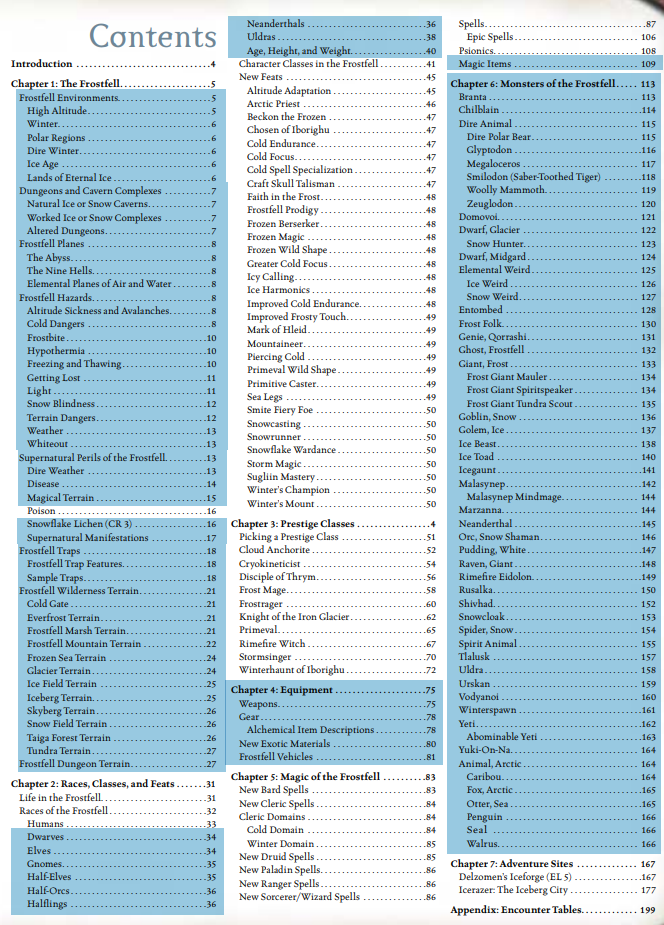 Contents
Introduction 4
Chapter 1: The Frostfell 5
Frostfell Environments 5
High Altitude 5
Winter 6
Polar Regions 6
Dire Winter 6
Ice Age 6
Lands of Eternal Ice 6
Dungeons and Cavern Complexes 7
Natural Ice or Snow Caverns 7
Worked Ice or Snow Complexes 7
Altered Dungeons 7
Frostfell Planes 8
The Abyss 8
The Nine Hells 8
Elemental Planes of Air and Water 8
Frostfell Hazards 8
Altitude Sickness and Avalanches 8
Cold Dangers 8
Frostbite 10
Hypothermia 10
Freezing and Thawing 10
Getting Lost 11
Light 11
Snow Blindness 12
Terrain Dangers 12
Weather 13
Whiteout 13
Supernatural Perils of the Frostfell 13
Dire Weather 13
Disease 14
Magical Terrain 15
Poison 16
Snowflake Lichen (CR 3) 16
Supernatural Manifestations 17
Frostfell Traps 18
Frostfell Trap Features 18
Sample Traps 18
Frostfell Wilderness Terrain 21
Cold Gate 21
Everfrost Terrain 21
Frostfell Marsh Terrain 21
Frostfell Mountain Terrain 22
Frozen Sea Terrain 24
Glacier Terrain 24
Ice Field Terrain 25
Iceberg Terrain 25
Skyberg Terrain 26
Snow Field Terrain 26
Taiga Forest Terrain 26
Tundra Terrain 27
Frostfell Dungeon Terrain 27
Chapter 2: Races, Classes, and Feats 31
Life in the Frostfell 31
Races of the Frostfell 32
Humans 33
Dwarves 34
Elves 34
Gnomes 35
Half-Elves 35
Half-Orcs 36
Halflings 36
Neanderthals 36
Uldras 38
Age, Height, and Weight 40
Character Classes in the Frostfell 41
New Feats 45
Altitude Adaptation 45
Arctic Priest 46
Beckon the Frozen 47
Chosen of Iborighu 47
Cold Endurance 47
Cold Focus 47
Cold Spell Specialization 47
Craft Skull Talisman 47
Faith in the Frost 48
Frostfell Prodigy 48
Frozen Berserker 48
Frozen Magic 48
Frozen Wild Shape 48
Greater Cold Focus 48
Icy Calling 48
Ice Harmonics 48
Improved Cold Endurance 48
Improved Frosty Touch 49
Mark of Hleid 49
Mountaineer 49
Piercing Cold 49
Primeval Wild Shape 49
Primitive Caster 49
Sea Legs 49
Smite Fiery Foe 50
Snowcasting 50
Snowrunner 50
Snowflake Wardance 50
Storm Magic 50
Sugliin Mastery 50
Winter's Champion 50
Winter's Mount 50
Chapter 3: Prestige Classes 4
Picking a Prestige Class 51
Cloud Anchorite 52
Cryokineticist 54
Disciple of Thrym 56
Frost Mage 58
Frostrager 60
Knight of the Iron Glacier 62
Primeval 65
Rimefire Witch 67
Stormsinger 70
Winterhaunt of Iborighu 72
Chapter 4: Equipment 75
Weapons 75
Gear 78
Alchemical Item Descriptions 78
New Exotic Materials 80
Frostfell Vehicles 81
Chapter 5: Magic of the Frostfell 83
New Bard Spells 83
New Cleric Spells 84
Cleric Domains 84
Cold Domain 84
Winter Domain 85
New Druid Spells 85
New Paladin Spells 86
New Ranger Spells 86
New Sorcerer/Wizard Spells 86
Spells 87
Epic Spells 106
Psionics 108
Magic Items 109
Chapter 6: Monsters of the Frostfell 113
Branta 113
Chilblain 114
Dire Animal 115
Dire Polar Bear 115
Glyptodon 116
Megaloceros 117
Smilodon (Saber-Toothed Tiger) 118
Woolly Mammoth 119
Zeuglodon 120
Domovoi 121
Dwarf, Glacier 122
Snow Hunter 123
Dwarf, Midgard 124
Elemental Weird 125
Ice Weird 126
Snow Weird 127
Entombed 128
Frost Folk 130
Genie, Qorrashi 131
Ghost, Frostfell 132
Giant, Frost 133
Frost Giant Mauler 134
Frost Giant Spiritspeaker 134
Frost Giant Tundra Scout 135
Goblin, Snow 136
Golem, Ice 137
Ice Beast 138
Ice Toad 140
Icegaunt 141
Malasynep 142
Malasynep Mindmage 144
Marzanna 144
Neanderthal 145
Orc, Snow Shaman 146
Pudding, White 147
Raven, Giant 148
Rimefire Eidolon 149
Rusalka 150
Shivhad 152
Snowcloak 153
Spider, Snow 154
Spirit Animal 155
Tlalusk 157
Uldra 158
Urskan 159
Vodyanoi 160
Winterspawn 161
Yeti 162
Abominable Yeti 163
Yuki-On-Na 164
Animal, Arctic 164
Caribou 164
Fox, Arctic 165
Otter, Sea 165
Penguin 166
Seal 166
Walrus 166
Chapter 7: Adventure Sites 167
Delzomen's Iceforge (EL 5) 167
Icerazer: The Iceberg City 177
Appendix: Encounter Tables 199